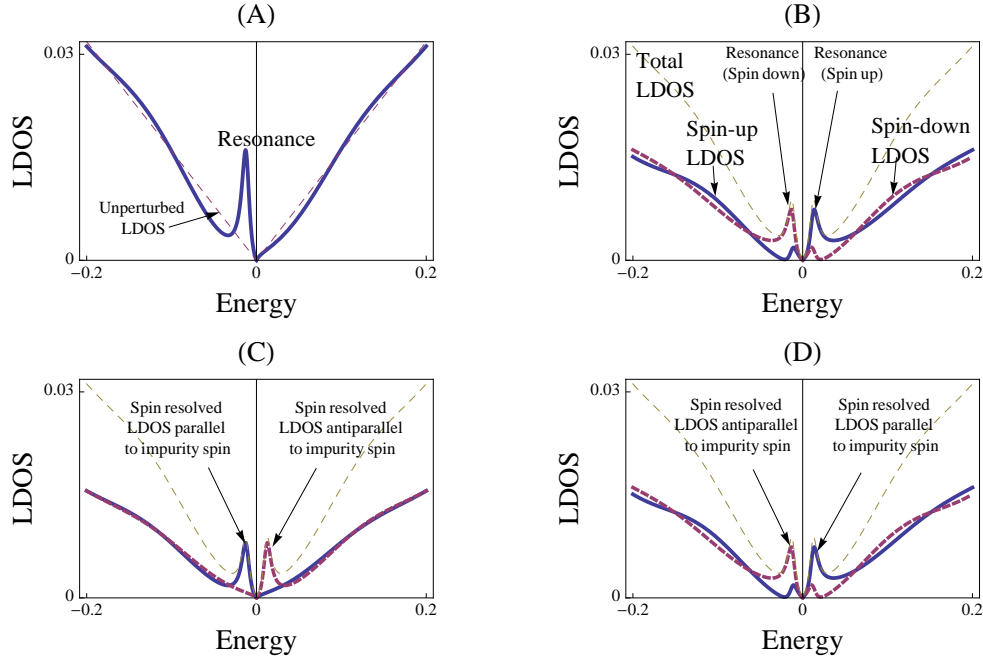 (A)
LDOS
0.03
0
Resonance
Unperturbed
LDOS
−0.2
0
0.2
Energy
(B)
LDOS
0.03
0
Total
LDOS
Resonance
(Spin down)
Resonance
(Spin up)
Spin-up
LDOS
Spin-down
LDOS
−0.2
0
0.2
Energy
(C)
LDOS
0.03
0
Spin resolved
LDOS parallel
to impurity spin
Spin resolved
LDOS antiparallel
to impurity spin
−0.2
0
0.2
Energy
(D)
LDOS
0.03
0
Spin resolved
LDOS antiparallel
to impurity spin
Spin resolved
LDOS parallel
to impurity spin
−0.2
0
0.2
Energy